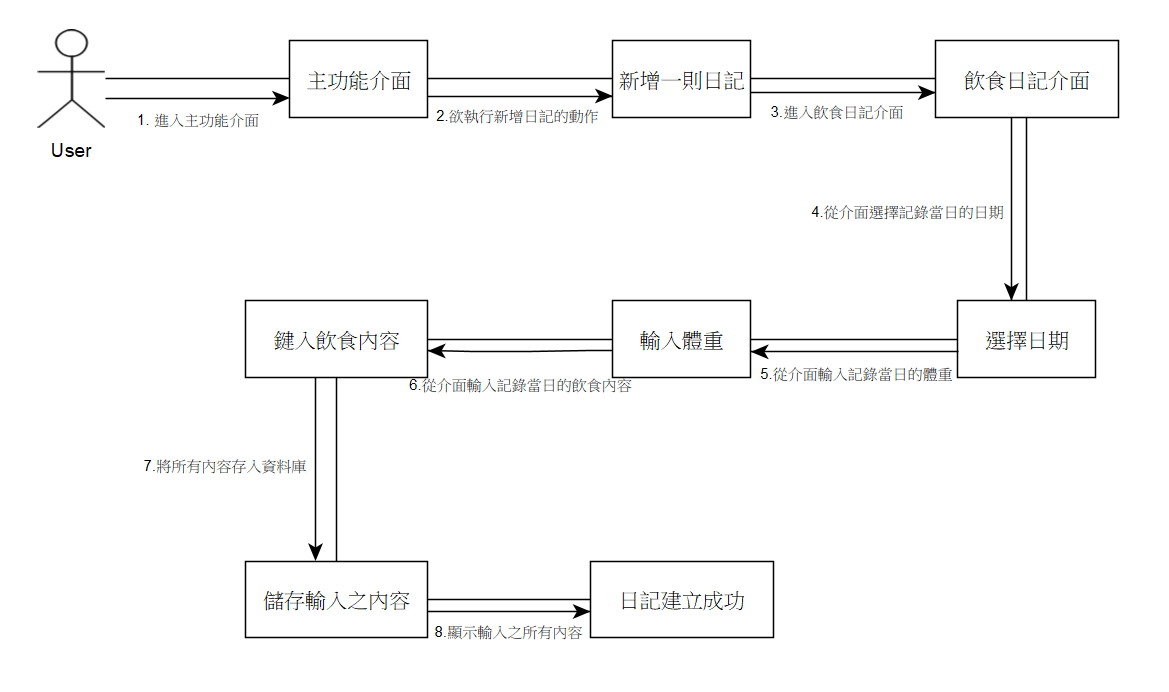 主功能介面
新增一則日記
飲食日記介面
1. 進入主功能介面
2.欲執行新增日記的動作
3.進入飲食日記介面
User
4.從介面選擇記錄當日的日期
鍵入飲食內容
輸入體重
選擇日期
6.從介面輸入記錄當日的飲食內容
5.從介面輸入記錄當日的體重
7.將所有內容存入資料庫
儲存輸入之內容
日記建立成功
8.顯示輸入之所有內容